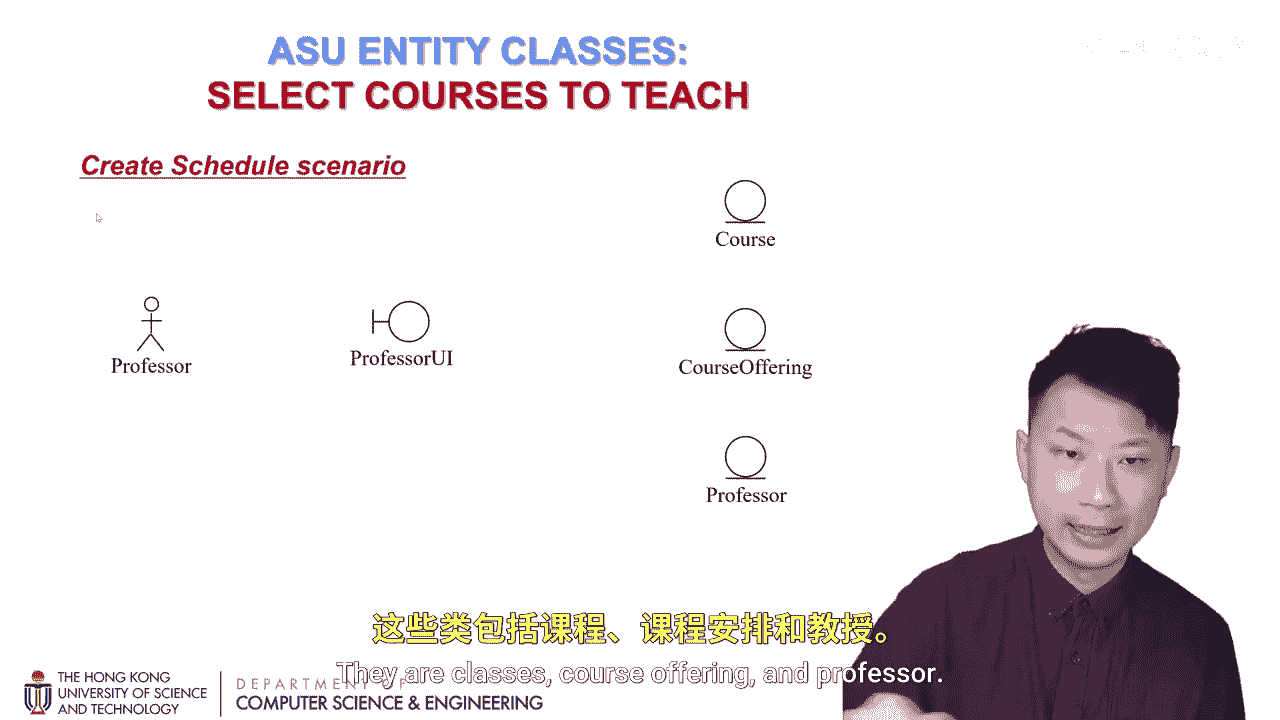 ASU ENTITY CLASSES:
SELECT COURSES TO TEACH
Create Schedule scenario
Course
Professor
ProfessorUI
CourseOffering
Professor
这些类包括课程、课程安排和教授。
They are classes, course offering, and professor.
THE HONG KONG
UNIVERSITY OF SCIENCE
AND TECHNOLOGY
DEPARTMENT OF
COMPUTER SCIENCE & ENGINEERING